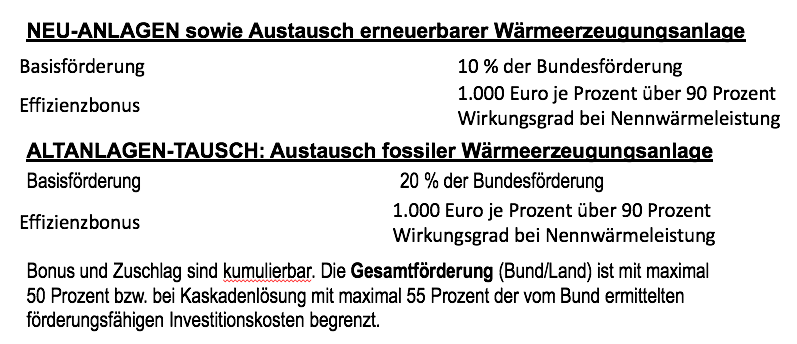 NEU-ANLAGEN sowie Austausch erneuerbarer Wärmeerzeugungsanlage
Basisförderung 10 % der Bundesförderung
Effizienzbonus 1.000 Euro je Prozent über 90 Prozent
Wirkungsgrad bei Nennwärmeleistung
ALTANLAGEN-TAUSCH: Austausch fossiler Wärmeerzeugungsanlage
Basisförderung 20 % der Bundesförderung
Effizienzbonus 1.000 Euro je Prozent über 90 Prozent
Wirkungsgrad bei Nennwärmeleistung
Bonus und Zuschlag sind kumulierbar. Die Gesamtförderung (Bund/Land) ist mit maximal
50 Prozent bzw. bei Kaskadenlösung mit maximal 55 Prozent der vom Bund ermittelten
förderungsfähigen Investitionskosten begrenzt.